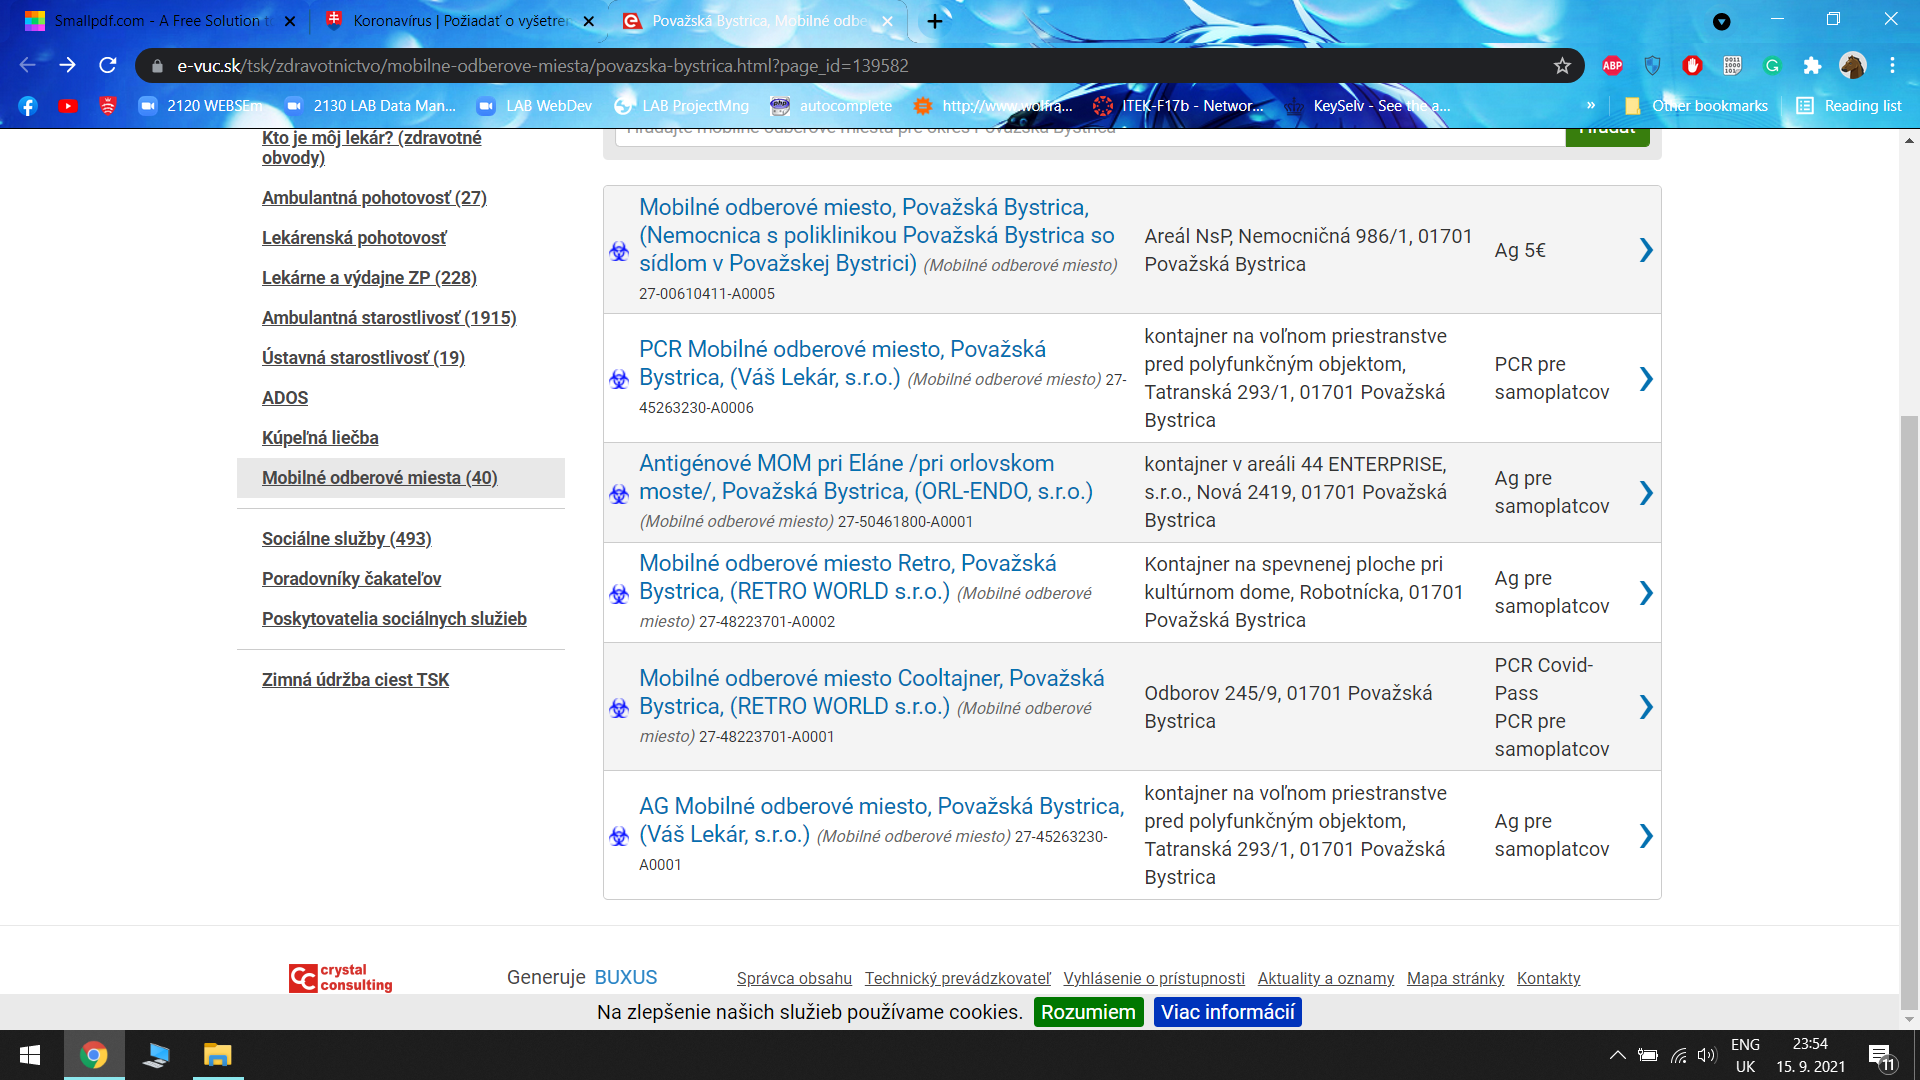 Smallpdf.com - A Free Solution t
Koronavírus | Požiadať o vyšetre
Považská Bystrica, Mobilné odbe
e-vuc.sk/tsk/zdravotnictvo/mobilne-odberove-miesta/povazska-bystrica.html?page_id=139582
ABP
2120 WEBSEm
2130 LAB Data Man...
LAB WebDev
LAB ProjectMng
autocomplete
http://www.wolfra...
ITEK-F17b - Networ...
KeySelv - See the a...
»
Other bookmarks
Reading list
Kto je môj lekár? (zdravotné
obvody)
Ambulantná pohotovosť (27)
Lekárenská pohotovosť
Lekárne a výdajne ZP (228)
Ambulantná starostlivosť (1915)
Ústavná starostlivosť (19)
ADOS
Kúpeľná liečba
Mobilné odberové miesta (40)
Sociálne služby (493)
Poradovníky čakateľov
Poskytovatelia sociálnych služieb
Zimná údržba ciest TSK
Hľadajte mobilné odberové miesta pre okres Považská Bystrica
Hľadať
Mobilné odberové miesto, Považská Bystrica,
(Nemocnica s poliklinikou Považská Bystrica so
sídlom v Považskej Bystrici) (Mobilné odberové miesto)
27-00610411-A0005
Areál NsP, Nemocničná 986/1, 01701
Považská Bystrica
Ag 5€
PCR Mobilné odberové miesto, Považská
Bystrica, (Váš Lekár, s.r.o.) (Mobilné odberové miesto) 27-
45263230-A0006
kontajner na voľnom priestranstve
pred polyfunkčným objektom,
Tatranská 293/1, 01701 Považská
Bystrica
PCR pre
samoplatcov
Antigénové MOM pri Eláne /pri orlovskom
moste/, Považská Bystrica, (ORL-ENDO, s.r.o.)
(Mobilné odberové miesto) 27-50461800-A0001
kontajner v areáli 44 ENTERPRISE,
s.r.o., Nová 2419, 01701 Považská
Bystrica
Ag pre
samoplatcov
Mobilné odberové miesto Retro, Považská
Bystrica, (RETRO WORLD s.r.o.) (Mobilné odberové
miesto) 27-48223701-A0002
Kontajner na spevnenej ploche pri
kultúrnom dome, Robotnícka, 01701
Považská Bystrica
Ag pre
samoplatcov
Mobilné odberové miesto Cooltajner, Považská
Bystrica, (RETRO WORLD s.r.o.) (Mobilné odberové
miesto) 27-48223701-A0001
Odborov 245/9, 01701 Považská
Bystrica
PCR Covid-
Pass
PCR pre
samoplatcov
AG Mobilné odberové miesto, Považská Bystrica,
(Váš Lekár, s.r.o.) (Mobilné odberové miesto) 27-45263230-
A0001
kontajner na voľnom priestranstve
pred polyfunkčným objektom,
Tatranská 293/1, 01701 Považská
Bystrica
Ag pre
samoplatcov
crystal
consulting
Generuje BUXUS
Správca obsahu
Technický prevádzkovateľ
Vyhlásenie o prístupnosti
Aktuality a oznamy
Mapa stránky
Kontakty
Na zlepšenie našich služieb používame cookies.
Rozumiem
Viac informácií
ENG
UK
23:54
15. 9. 2021
11